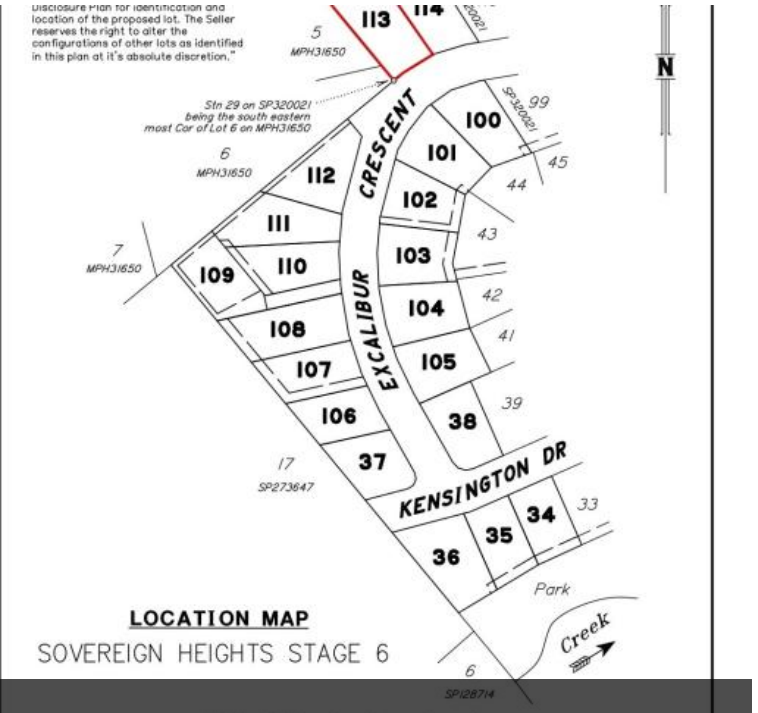 Disclosure Plan for identification and
location of the proposed lot. The Seller
reserves the right to alter the
configurations of other lots as identified
in this plan at it's absolute discretion."
113
114
SP320021
5
MPH31650
N
Stn 29 on SP320021
being the south eastern
most Cor of Lot 6 on MPH31650
99
SP320021
100
101
45
44
6
MPH31650
112
102
111
43
7
MPH31650
109
110
103
42
108
104
41
107
105
EXCALIBUR CRESCENT
106
38
39
37
17
SP273647
KENSINGTON DR
36
35
34
33
Park
LOCATION MAP
SOVEREIGN HEIGHTS STAGE 6
Creek
6
SP128714